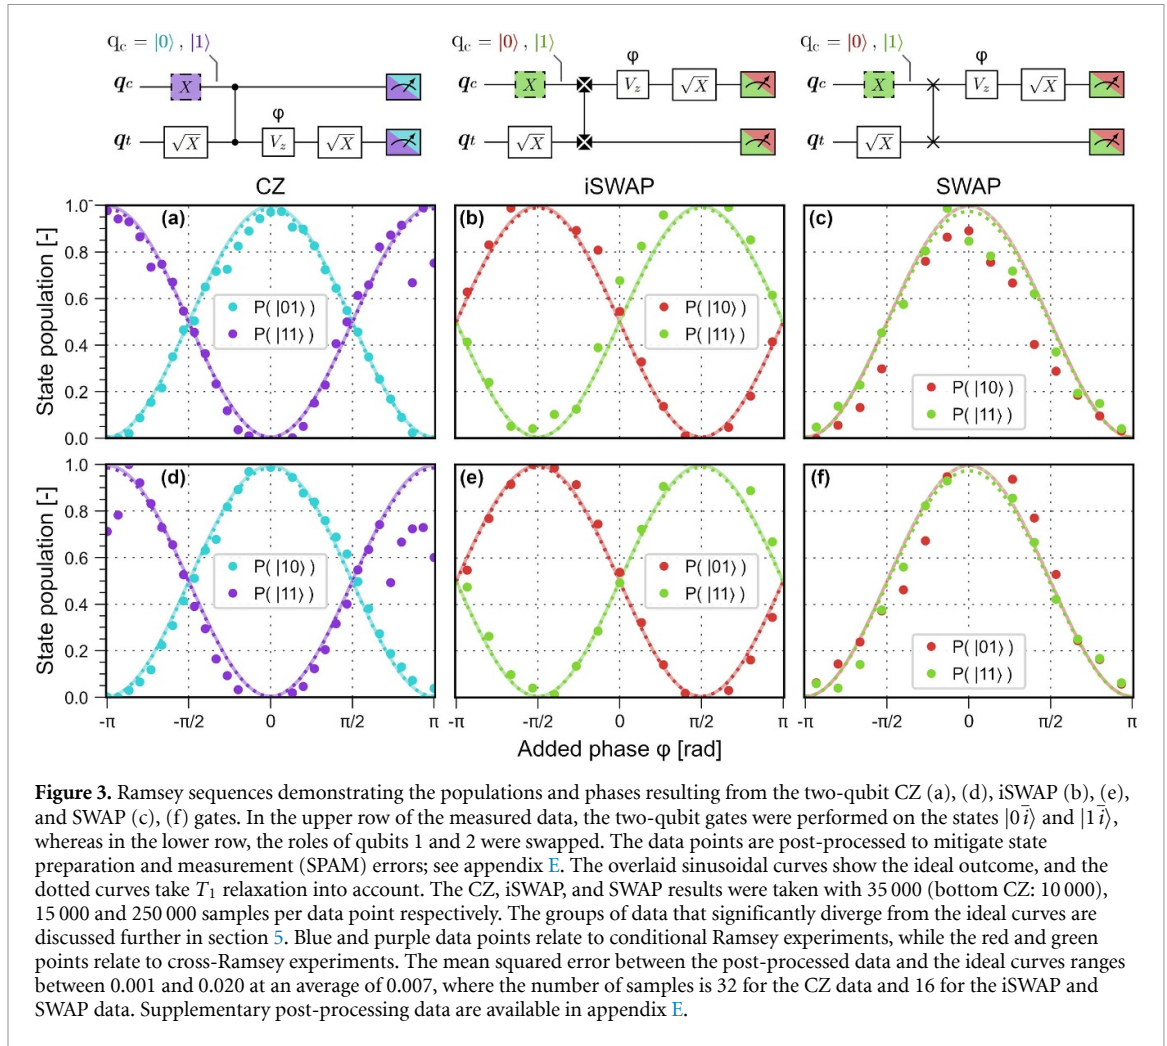 qc = |0⟩ , |1⟩
qc X
φ
qt √X Vz √X
qc = |0⟩ , |1⟩
φ
qc X Vz √X
qt √X
qc = |0⟩ , |1⟩
φ
qc X Vz √X
qt √X
CZ iSWAP SWAP
State population [-]
1.0
0.8
0.6
0.4
0.2
0.0
(a)
P( |01⟩ )
P( |11⟩ )
(b)
P( |10⟩ )
P( |11⟩ )
(c)
P( |10⟩ )
P( |11⟩ )
State population [-]
1.0
0.8
0.6
0.4
0.2
0.0
(d)
P( |10⟩ )
P( |11⟩ )
(e)
P( |01⟩ )
P( |11⟩ )
(f)
P( |01⟩ )
P( |11⟩ )
-π -π/2 0 π/2 π
-π -π/2 0 π/2 π
-π -π/2 0 π/2 π
Added phase φ [rad]
Figure 3. Ramsey sequences demonstrating the populations and phases resulting from the two-qubit CZ (a), (d), iSWAP (b), (e),
and SWAP (c), (f) gates. In the upper row of the measured data, the two-qubit gates were performed on the states |0ī⟩ and |1ī⟩,
whereas in the lower row, the roles of qubits 1 and 2 were swapped. The data points are post-processed to mitigate state
preparation and measurement (SPAM) errors; see appendix E. The overlaid sinusoidal curves show the ideal outcome, and the
dotted curves take T1 relaxation into account. The CZ, iSWAP, and SWAP results were taken with 35 000 (bottom CZ: 10 000),
15 000 and 250 000 samples per data point respectively. The groups of data that significantly diverge from the ideal curves are
discussed further in section 5. Blue and purple data points relate to conditional Ramsey experiments, while the red and green
points relate to cross-Ramsey experiments. The mean squared error between the post-processed data and the ideal curves ranges
between 0.001 and 0.020 at an average of 0.007, where the number of samples is 32 for the CZ data and 16 for the iSWAP and
SWAP data. Supplementary post-processing data are available in appendix E.